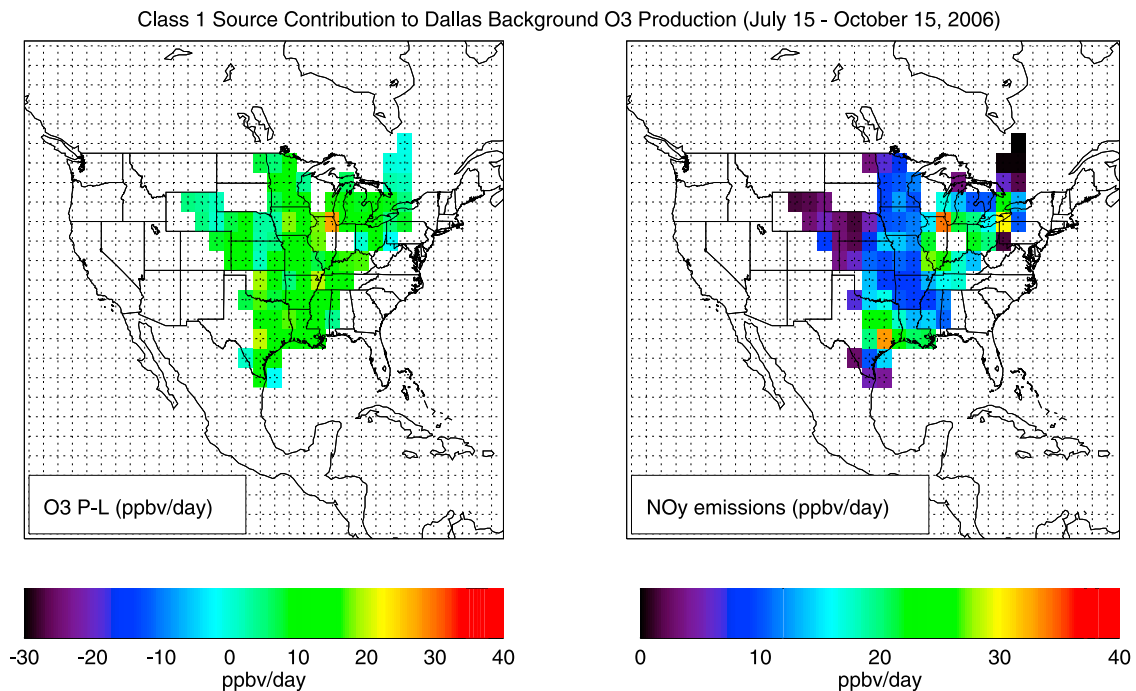 Class 1 Source Contribution to Dallas Background O3 Production (July 15 - October 15, 2006)
O3 P-L (ppbv/day)
NOy emissions (ppbv/day)
-30 -20 -10 0 10 20 30 40
ppbv/day
0 10 20 30 40
ppbv/day